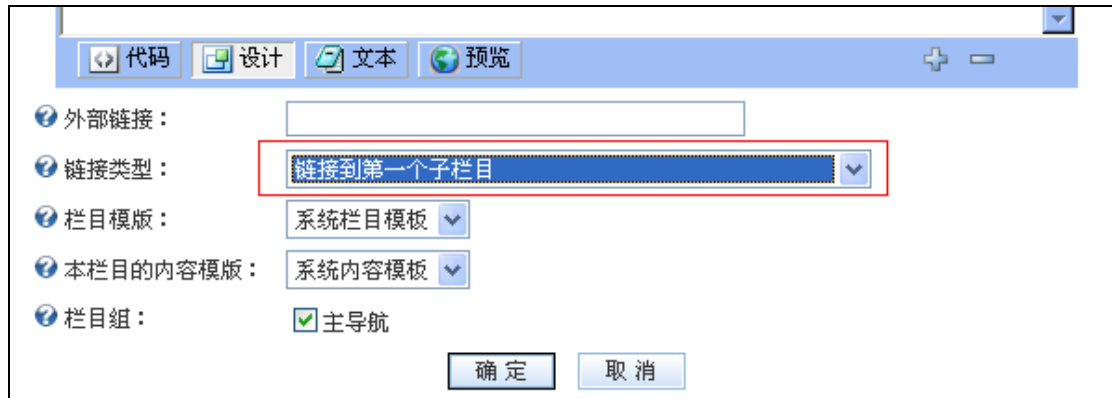 代码 设计 文本 预览
外部链接：
链接类型： 链接到第一个子栏目
栏目模版： 系统栏目模板
本栏目的内容模版： 系统内容模板
栏目组： 主导航
确定 取消